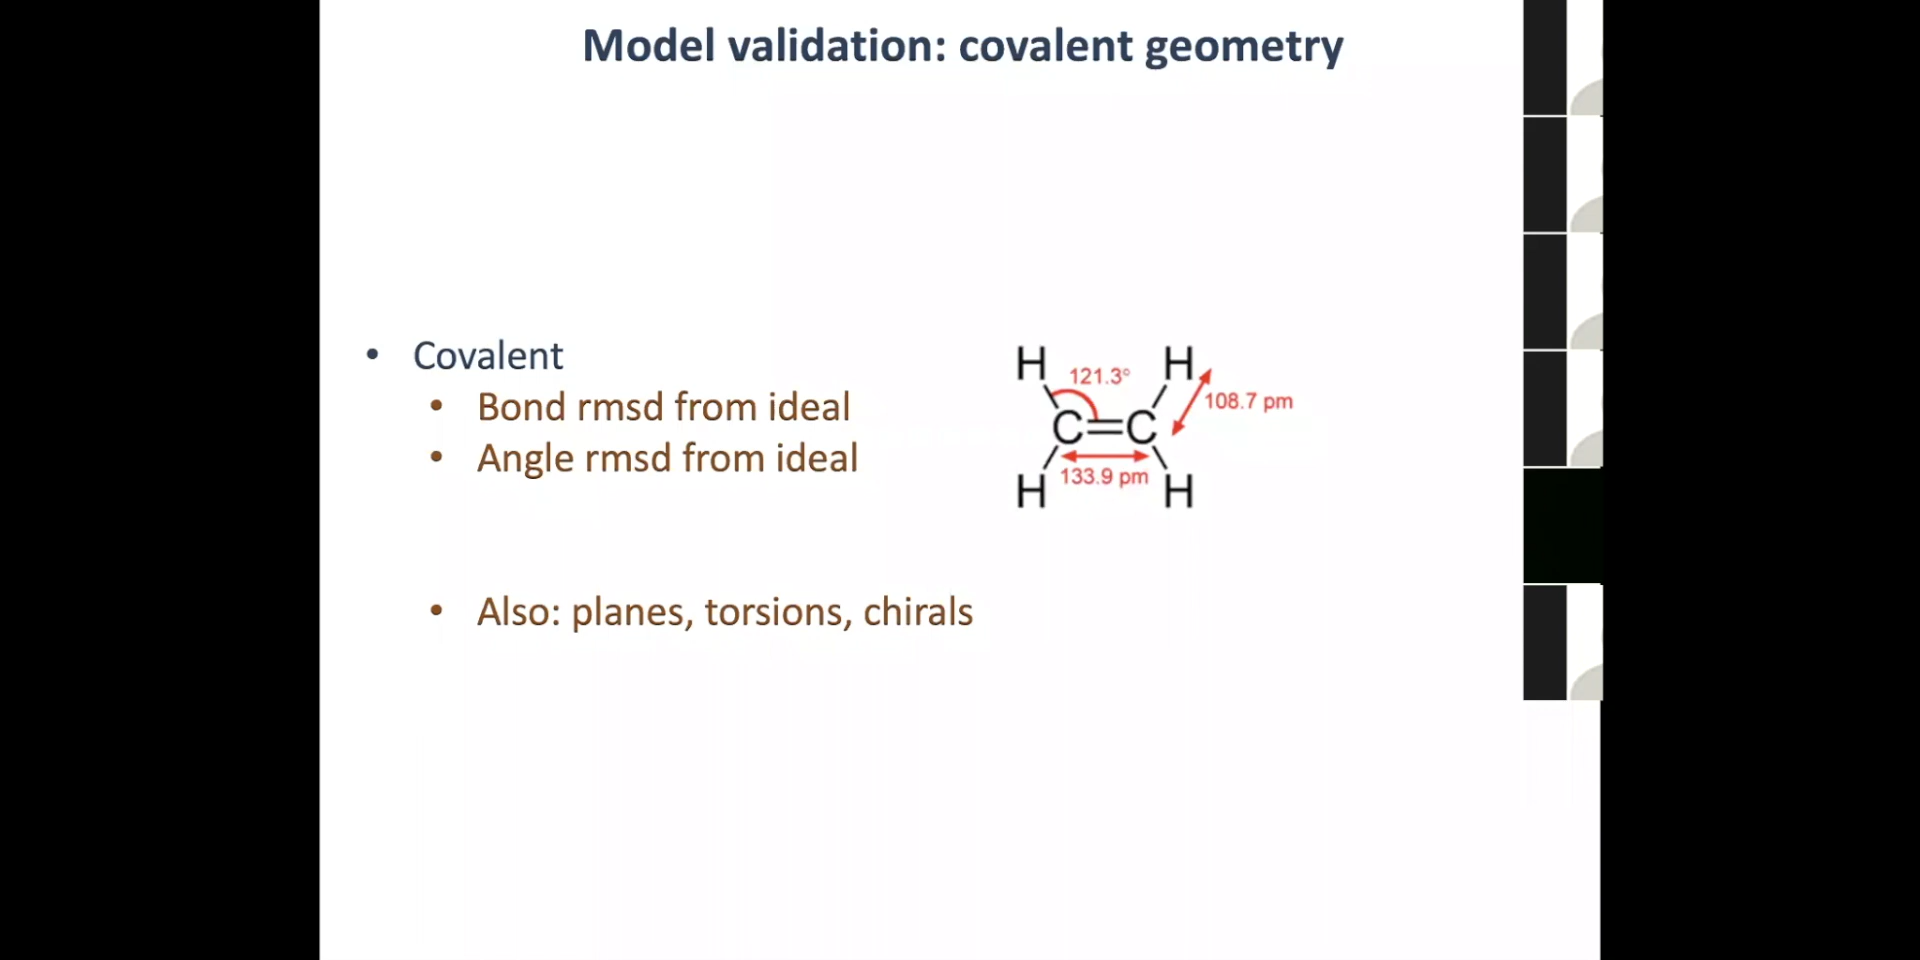 Model validation: covalent geometry
• Covalent
• Bond rmsd from ideal
• Angle rmsd from ideal
• Also: planes, torsions, chirals
H H
121.3°
108.7 pm
C=C
133.9 pm
H H